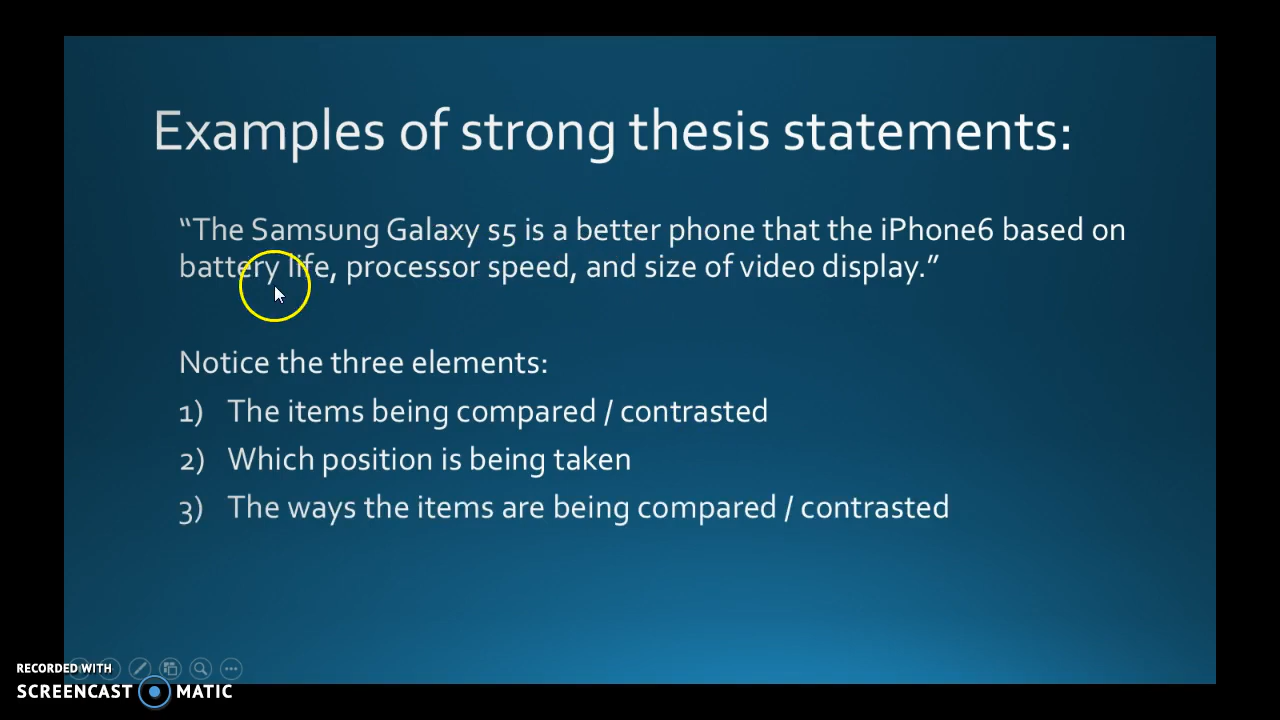 Examples of strong thesis statements:
“The Samsung Galaxy s5 is a better phone that the iPhone6 based on
battery life, processor speed, and size of video display.”
Notice the three elements:
1) The items being compared / contrasted
2) Which position is being taken
3) The ways the items are being compared / contrasted
RECORDED WITH
SCREENCAST MATIC